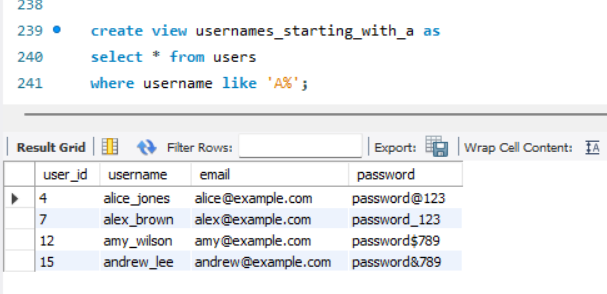 238
239 create view usernames_starting_with_a as
240 select * from users
241 where username like 'A%';
Result Grid Filter Rows: Export: Wrap Cell Content: IA
user_id username email password
4 alice_jones alice@example.com password@123
7 alex_brown alex@example.com password_123
12 amy_wilson amy@example.com password$789
15 andrew_lee andrew@example.com password&789